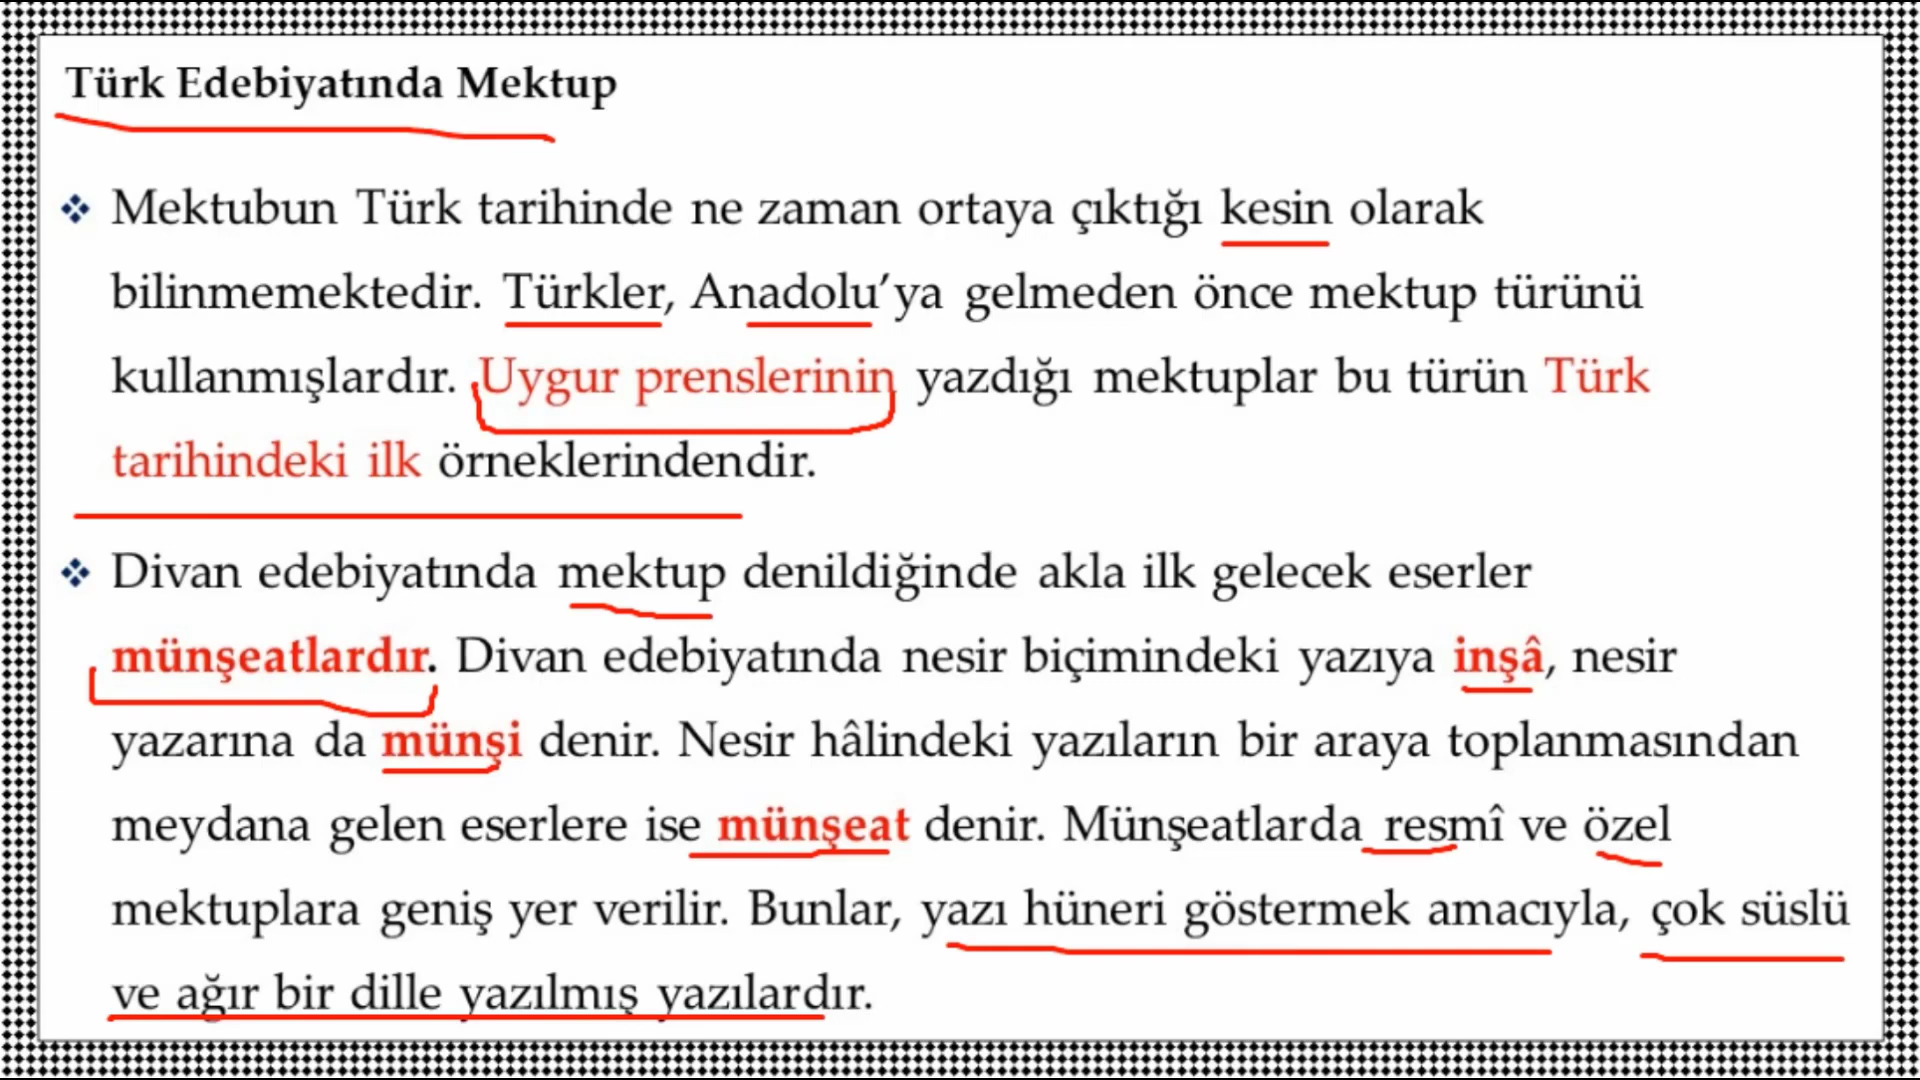 Türk Edebiyatında Mektup
Mektubun Türk tarihinde ne zaman ortaya çıktığı kesin olarak
bilinmemektedir. Türkler, Anadolu’ya gelmeden önce mektup türünü
kullanmışlardır. Uygur prenslerinin yazdığı mektuplar bu türün Türk
tarihindeki ilk örneklerindendir.
Divan edebiyatında mektup denildiğinde akla ilk gelecek eserler
münşeatlardır. Divan edebiyatında nesir biçimindeki yazıya inşâ, nesir
yazarına da münşi denir. Nesir hâlindeki yazıların bir araya toplanmasından
meydana gelen eserlere ise münşeat denir. Münşeatlarda resmî ve özel
mektuplara geniş yer verilir. Bunlar, yazı hüneri göstermek amacıyla, çok süslü
ve ağır bir dille yazılmış yazılardır.